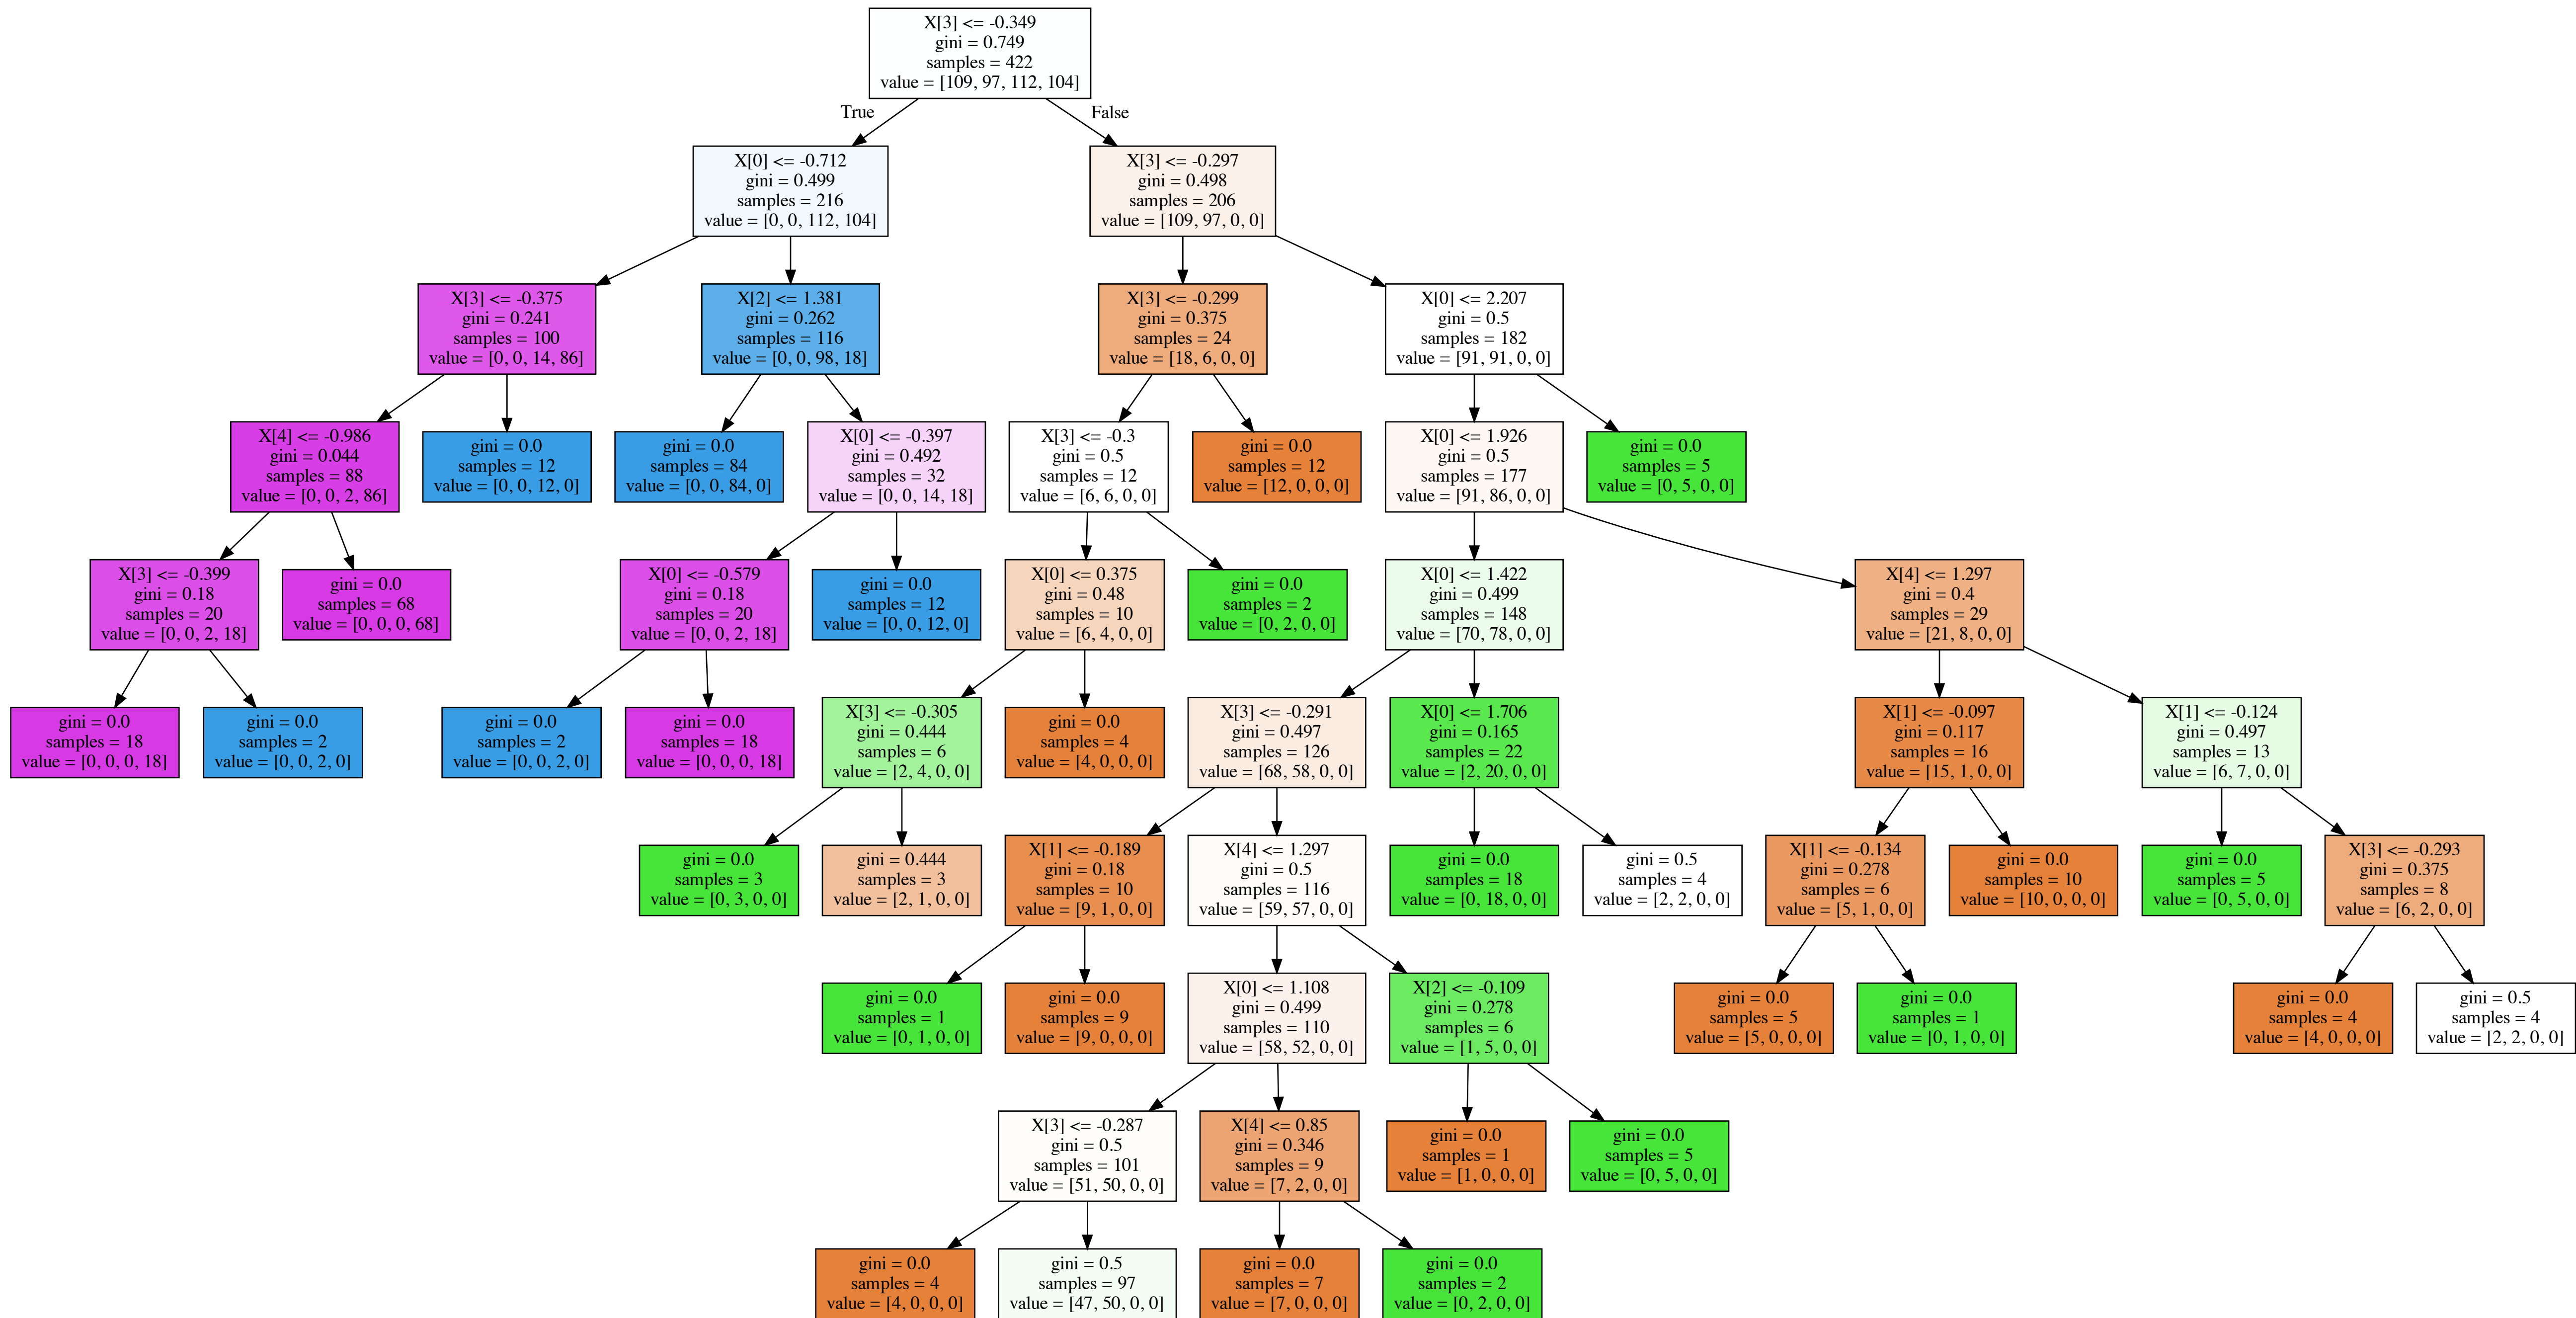 X[3] <= -0.349
gini = 0.749
samples = 422
value = [109, 97, 112, 104]
True
False
X[0] <= -0.712
gini = 0.499
samples = 216
value = [0, 0, 112, 104]
X[3] <= -0.297
gini = 0.498
samples = 206
value = [109, 97, 0, 0]
X[3] <= -0.375
gini = 0.241
samples = 100
value = [0, 0, 14, 86]
X[2] <= 1.381
gini = 0.262
samples = 116
value = [0, 0, 98, 18]
X[3] <= -0.299
gini = 0.375
samples = 24
value = [18, 6, 0, 0]
X[0] <= 2.207
gini = 0.5
samples = 182
value = [91, 91, 0, 0]
X[4] <= -0.986
gini = 0.044
samples = 88
value = [0, 0, 2, 86]
gini = 0.0
samples = 12
value = [0, 0, 12, 0]
gini = 0.0
samples = 84
value = [0, 0, 84, 0]
X[0] <= -0.397
gini = 0.492
samples = 32
value = [0, 0, 14, 18]
X[3] <= -0.3
gini = 0.5
samples = 12
value = [6, 6, 0, 0]
gini = 0.0
samples = 12
value = [12, 0, 0, 0]
X[0] <= 1.926
gini = 0.5
samples = 177
value = [91, 86, 0, 0]
gini = 0.0
samples = 5
value = [0, 5, 0, 0]
X[3] <= -0.399
gini = 0.18
samples = 20
value = [0, 0, 2, 18]
gini = 0.0
samples = 68
value = [0, 0, 0, 68]
X[0] <= -0.579
gini = 0.18
samples = 20
value = [0, 0, 2, 18]
gini = 0.0
samples = 12
value = [0, 0, 12, 0]
X[0] <= 0.375
gini = 0.48
samples = 10
value = [6, 4, 0, 0]
gini = 0.0
samples = 2
value = [0, 2, 0, 0]
X[0] <= 1.422
gini = 0.499
samples = 148
value = [70, 78, 0, 0]
X[4] <= 1.297
gini = 0.4
samples = 29
value = [21, 8, 0, 0]
gini = 0.0
samples = 18
value = [0, 0, 0, 18]
gini = 0.0
samples = 2
value = [0, 0, 2, 0]
gini = 0.0
samples = 2
value = [0, 0, 2, 0]
gini = 0.0
samples = 18
value = [0, 0, 0, 18]
X[3] <= -0.305
gini = 0.444
samples = 6
value = [2, 4, 0, 0]
gini = 0.0
samples = 4
value = [4, 0, 0, 0]
X[3] <= -0.291
gini = 0.497
samples = 126
value = [68, 58, 0, 0]
X[0] <= 1.706
gini = 0.165
samples = 22
value = [2, 20, 0, 0]
X[1] <= -0.097
gini = 0.117
samples = 16
value = [15, 1, 0, 0]
X[1] <= -0.124
gini = 0.497
samples = 13
value = [6, 7, 0, 0]
gini = 0.0
samples = 3
value = [0, 3, 0, 0]
gini = 0.444
samples = 3
value = [2, 1, 0, 0]
X[1] <= -0.189
gini = 0.18
samples = 10
value = [9, 1, 0, 0]
X[4] <= 1.297
gini = 0.5
samples = 116
value = [59, 57, 0, 0]
gini = 0.0
samples = 18
value = [0, 18, 0, 0]
gini = 0.5
samples = 4
value = [2, 2, 0, 0]
X[1] <= -0.134
gini = 0.278
samples = 6
value = [5, 1, 0, 0]
gini = 0.0
samples = 10
value = [10, 0, 0, 0]
gini = 0.0
samples = 5
value = [0, 5, 0, 0]
X[3] <= -0.293
gini = 0.375
samples = 8
value = [6, 2, 0, 0]
gini = 0.0
samples = 1
value = [0, 1, 0, 0]
gini = 0.0
samples = 9
value = [9, 0, 0, 0]
X[0] <= 1.108
gini = 0.499
samples = 110
value = [58, 52, 0, 0]
X[2] <= -0.109
gini = 0.278
samples = 6
value = [1, 5, 0, 0]
gini = 0.0
samples = 5
value = [5, 0, 0, 0]
gini = 0.0
samples = 1
value = [0, 1, 0, 0]
gini = 0.0
samples = 4
value = [4, 0, 0, 0]
gini = 0.5
samples = 4
value = [2, 2, 0, 0]
X[3] <= -0.287
gini = 0.5
samples = 101
value = [51, 50, 0, 0]
X[4] <= 0.85
gini = 0.346
samples = 9
value = [7, 2, 0, 0]
gini = 0.0
samples = 1
value = [1, 0, 0, 0]
gini = 0.0
samples = 5
value = [0, 5, 0, 0]
gini = 0.0
samples = 4
value = [4, 0, 0, 0]
gini = 0.5
samples = 97
value = [47, 50, 0, 0]
gini = 0.0
samples = 7
value = [7, 0, 0, 0]
gini = 0.0
samples = 2
value = [0, 2, 0, 0]